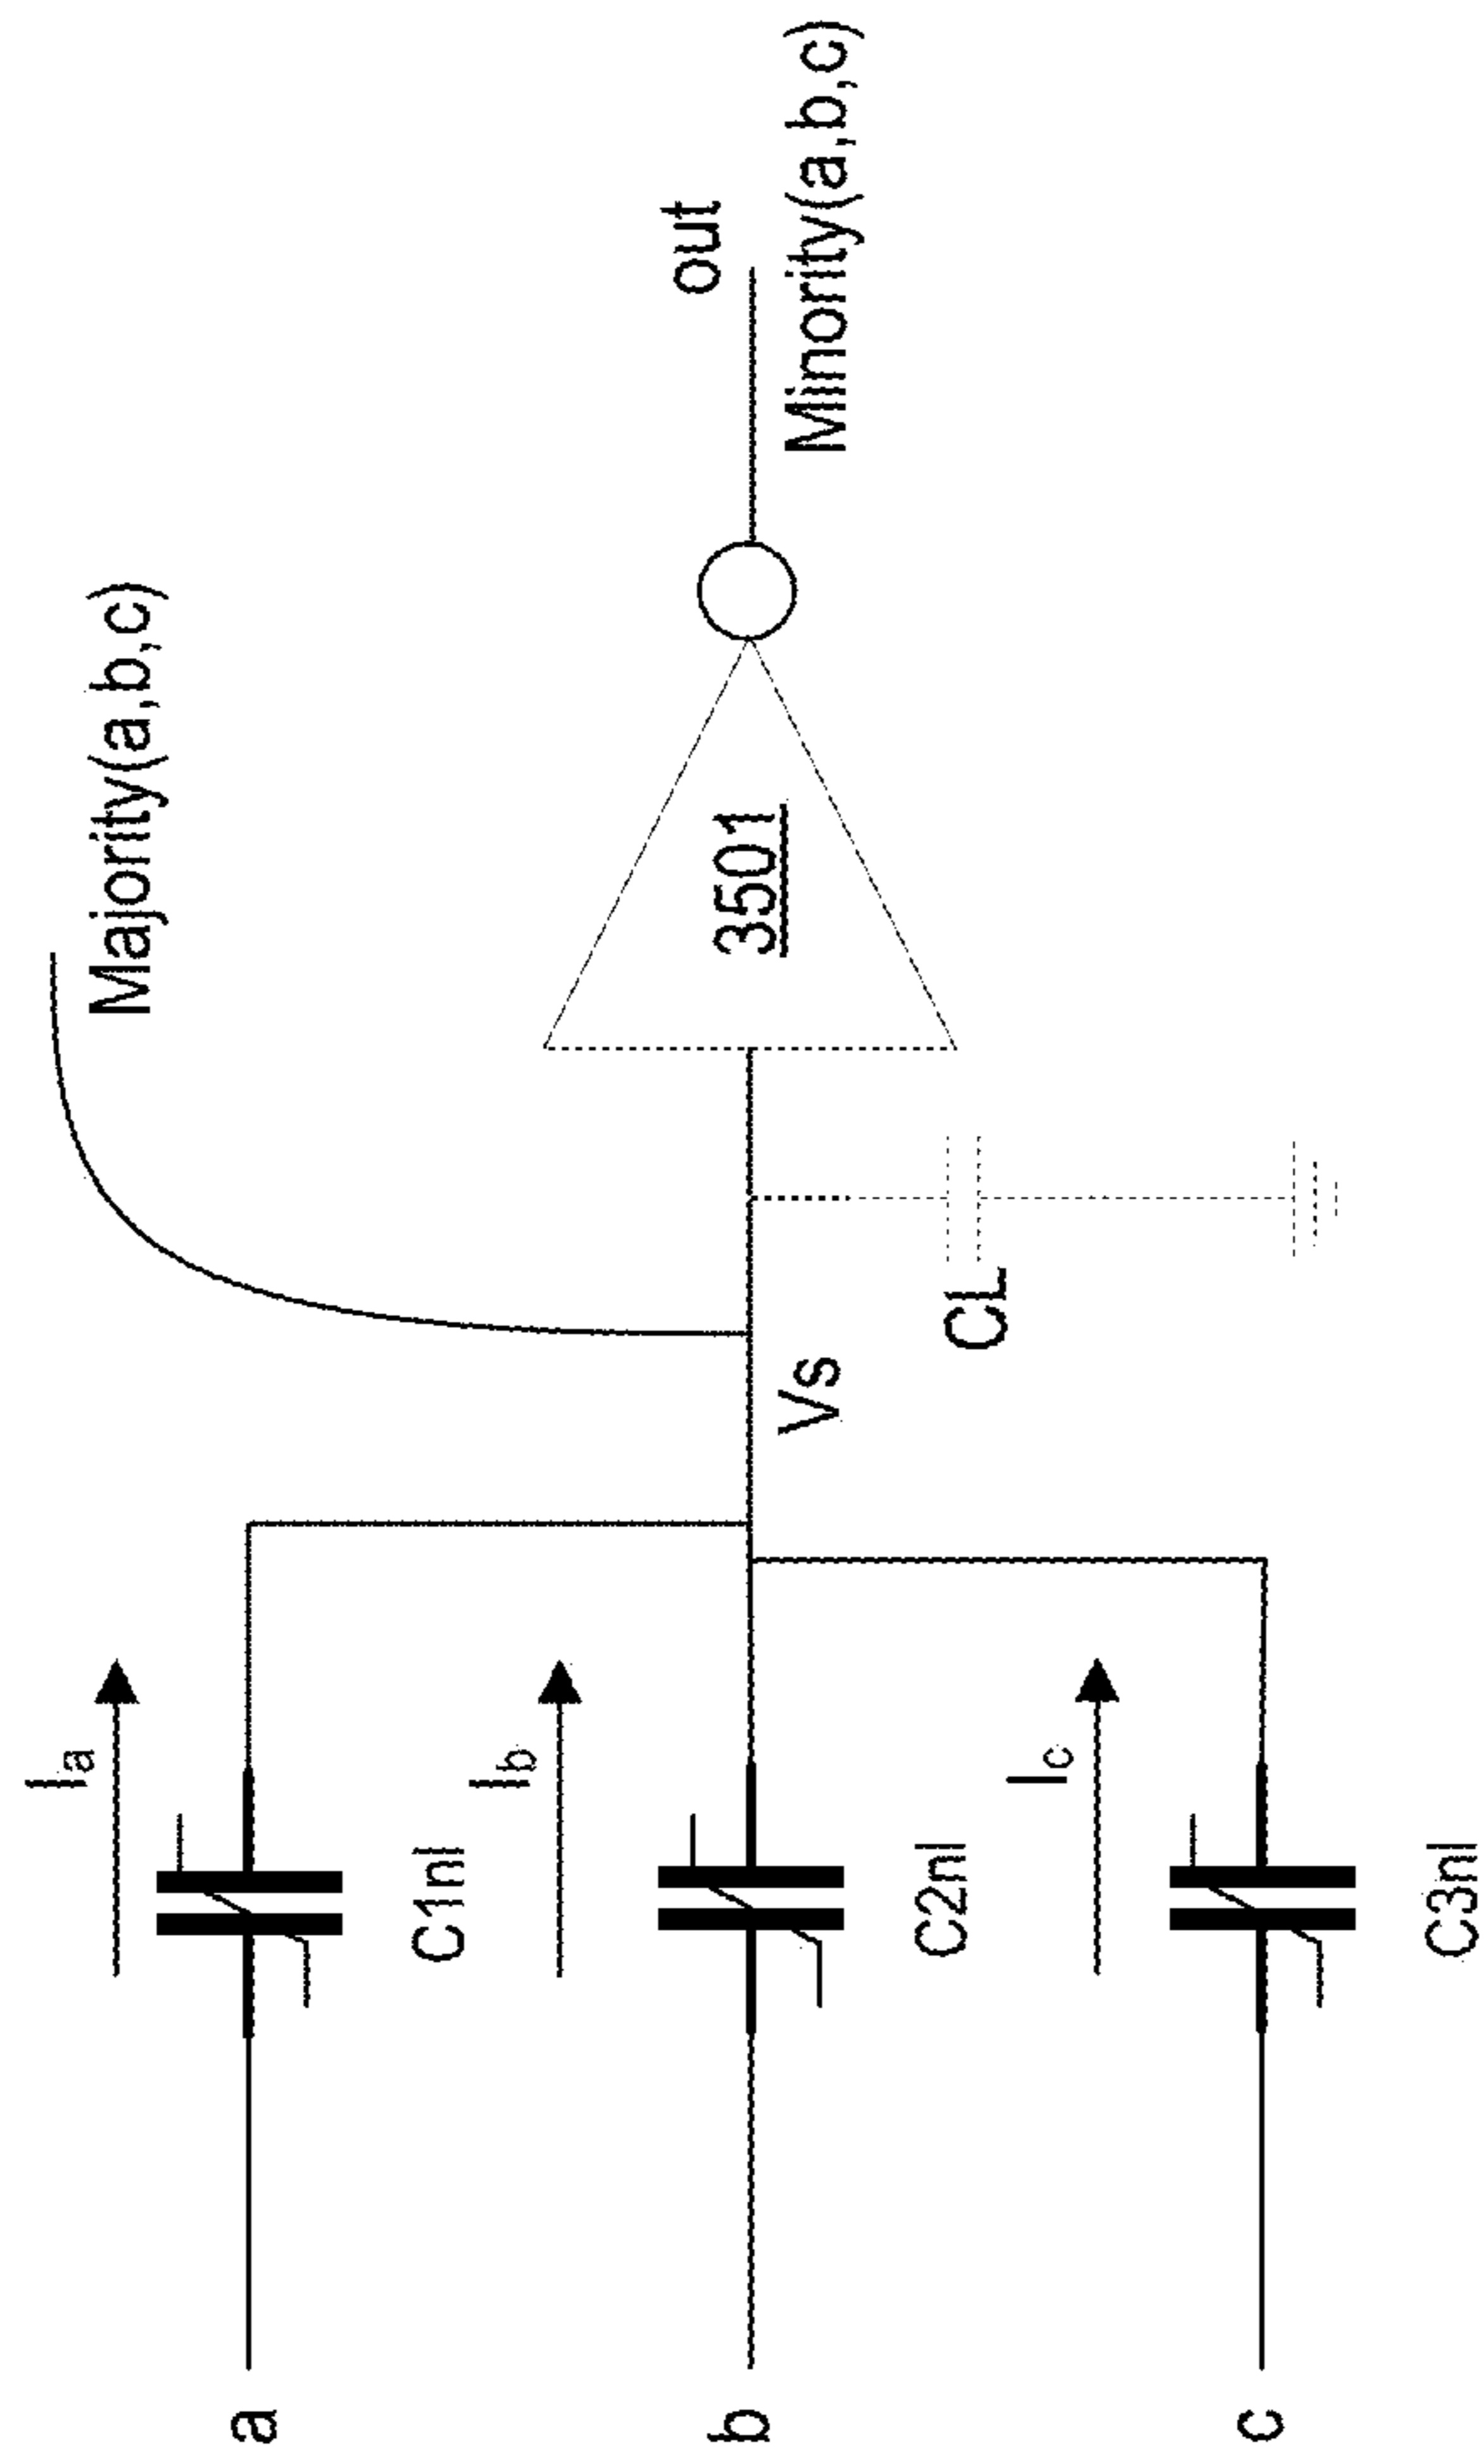 Majority(a,b,c)
Ia
a
C1nl
Ib
b
C2nl
Vs
3501
out
Minority(a,b,c)
CL
Ic
c
C3nl